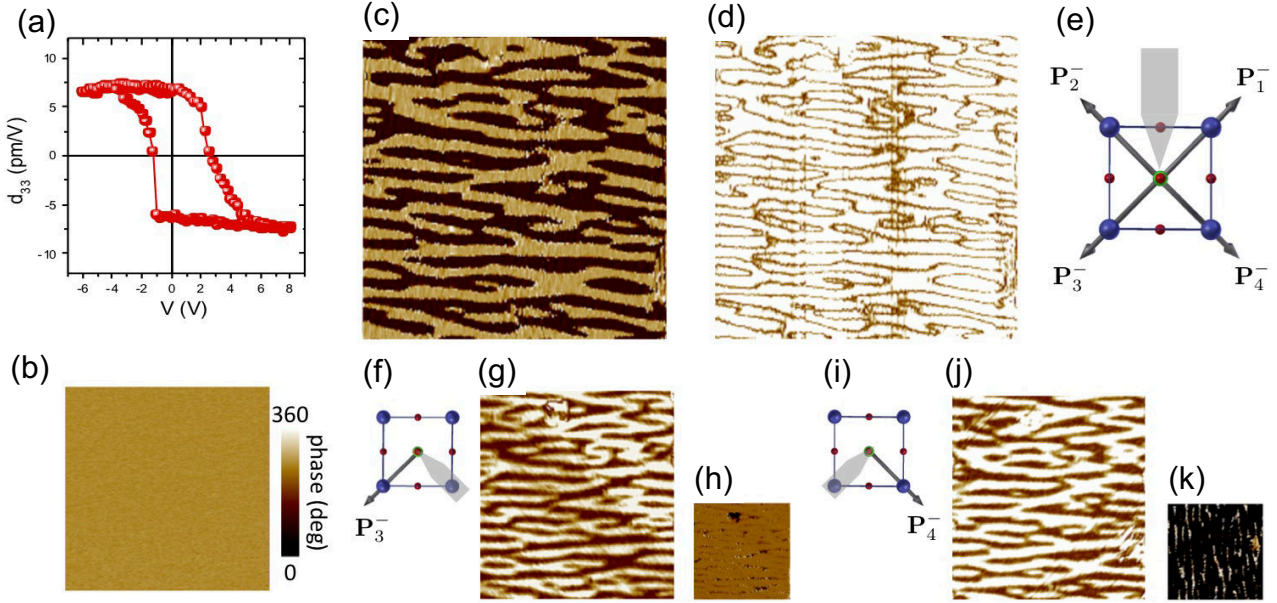 (a)
10
5
0
-5
-10
d33 (pm/V)
-6 -4 -2 0 2 4 6 8
V (V)
(c)
(d)
(e)
P2−
P1−
P3−
P4−
(b)
360
phase (deg)
0
(f)
P3−
(g)
(h)
(i)
P4−
(j)
(k)